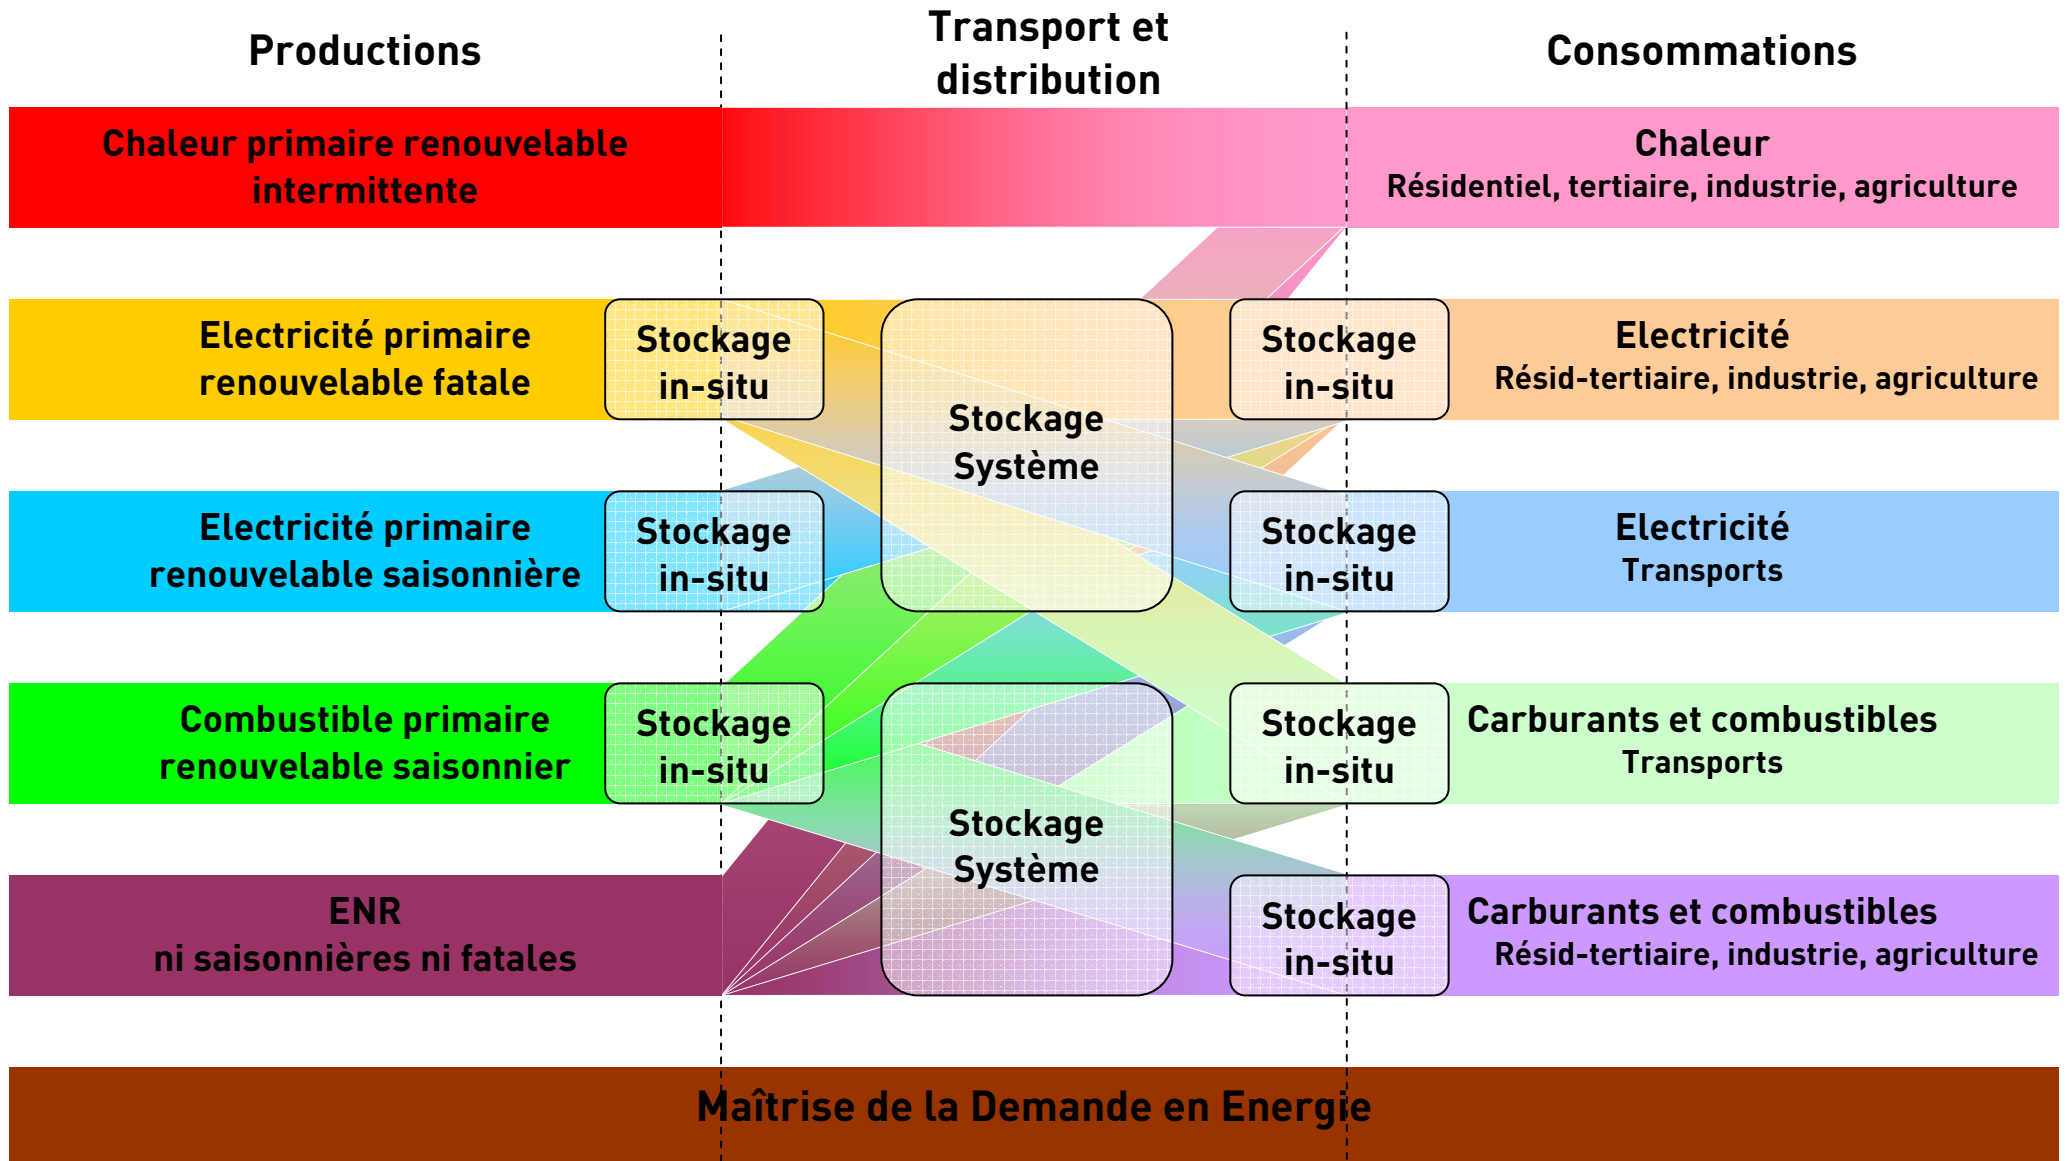 Productions
Transport et
distribution
Consommations
Chaleur primaire renouvelable
intermittente
Chaleur
Résidentiel, tertiaire, industrie, agriculture
Electricité primaire
renouvelable fatale
Stockage
in-situ
Stockage
Système
Stockage
in-situ
Electricité
Résid-tertiaire, industrie, agriculture
Electricité primaire
renouvelable saisonnière
Stockage
in-situ
Stockage
in-situ
Electricité
Transports
Combustible primaire
renouvelable saisonnier
Stockage
in-situ
Stockage
Système
Stockage
in-situ
Carburants et combustibles
Transports
ENR
ni saisonnières ni fatales
Stockage
in-situ
Carburants et combustibles
Résid-tertiaire, industrie, agriculture
Maîtrise de la Demande en Energie